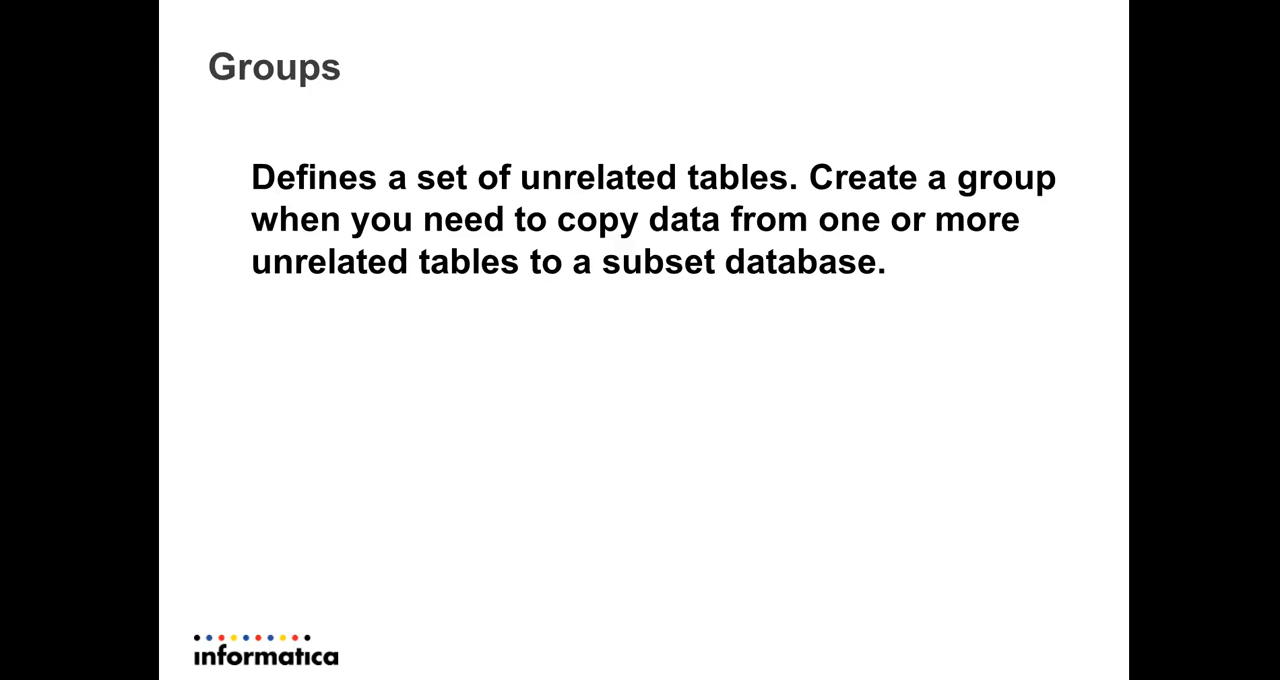 Groups
Defines a set of unrelated tables. Create a group
when you need to copy data from one or more
unrelated tables to a subset database.
informatica